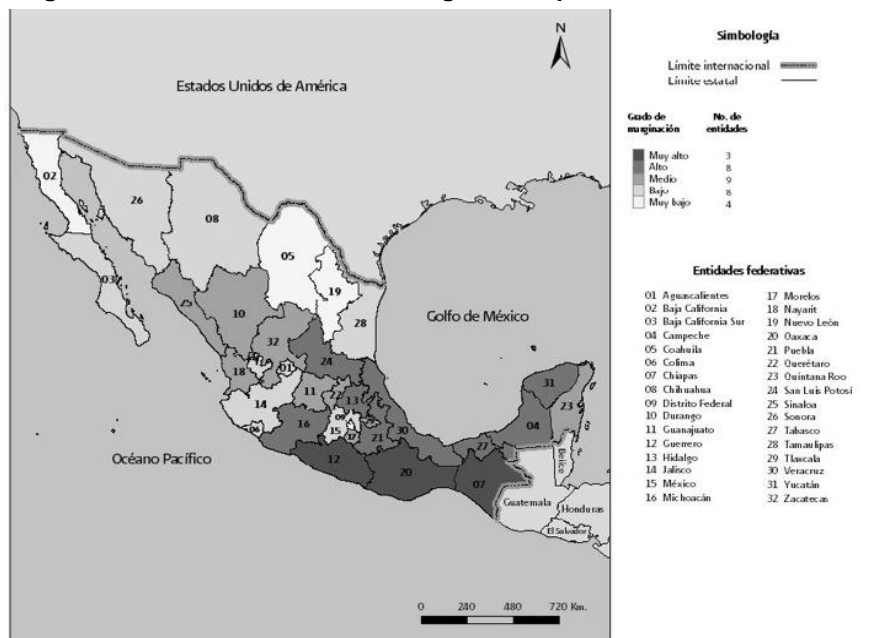 N
Estados Unidos de América
Golfo de México
Océano Pacífico
Belice
Guatemala
Honduras
El Salvador
02
26
08
03
05
19
28
25
10
32
24
18
01
14
11
22
13
06
16
15
09
17
21
30
12
20
07
27
04
31
23
0 240 480 720 Km.
Simbología
Límite internacional
Límite estatal
Grado de marginación
No. de entidades
Muy alto 3
Alto 8
Medio 9
Bajo 8
Muy bajo 4
Entidades federativas
01 Aguascalientes
02 Baja California
03 Baja California Sur
04 Campeche
05 Coahuila
06 Colima
07 Chiapas
08 Chihuahua
09 Distrito Federal
10 Durango
11 Guanajuato
12 Guerrero
13 Hidalgo
14 Jalisco
15 México
16 Michoacán
17 Morelos
18 Nayarit
19 Nuevo León
20 Oaxaca
21 Puebla
22 Querétaro
23 Quintana Roo
24 San Luis Potosí
25 Sinaloa
26 Sonora
27 Tabasco
28 Tamaulipas
29 Tlaxcala
30 Veracruz
31 Yucatán
32 Zacatecas